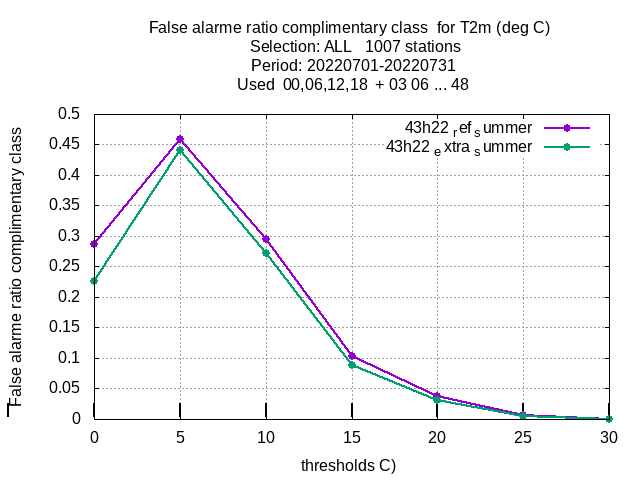 False alarme ratio complimentary class  for T2m (deg C)
Selection: ALL   1007 stations
Period: 20220701-20220731
Used  00,06,12,18  + 03 06 ... 48
43h22 ref summer
43h22 extra summer
False alarme ratio complimentary class
0.5
0.45
0.4
0.35
0.3
0.25
0.2
0.15
0.1
0.05
0
0 5 10 15 20 25 30
thresholds C)